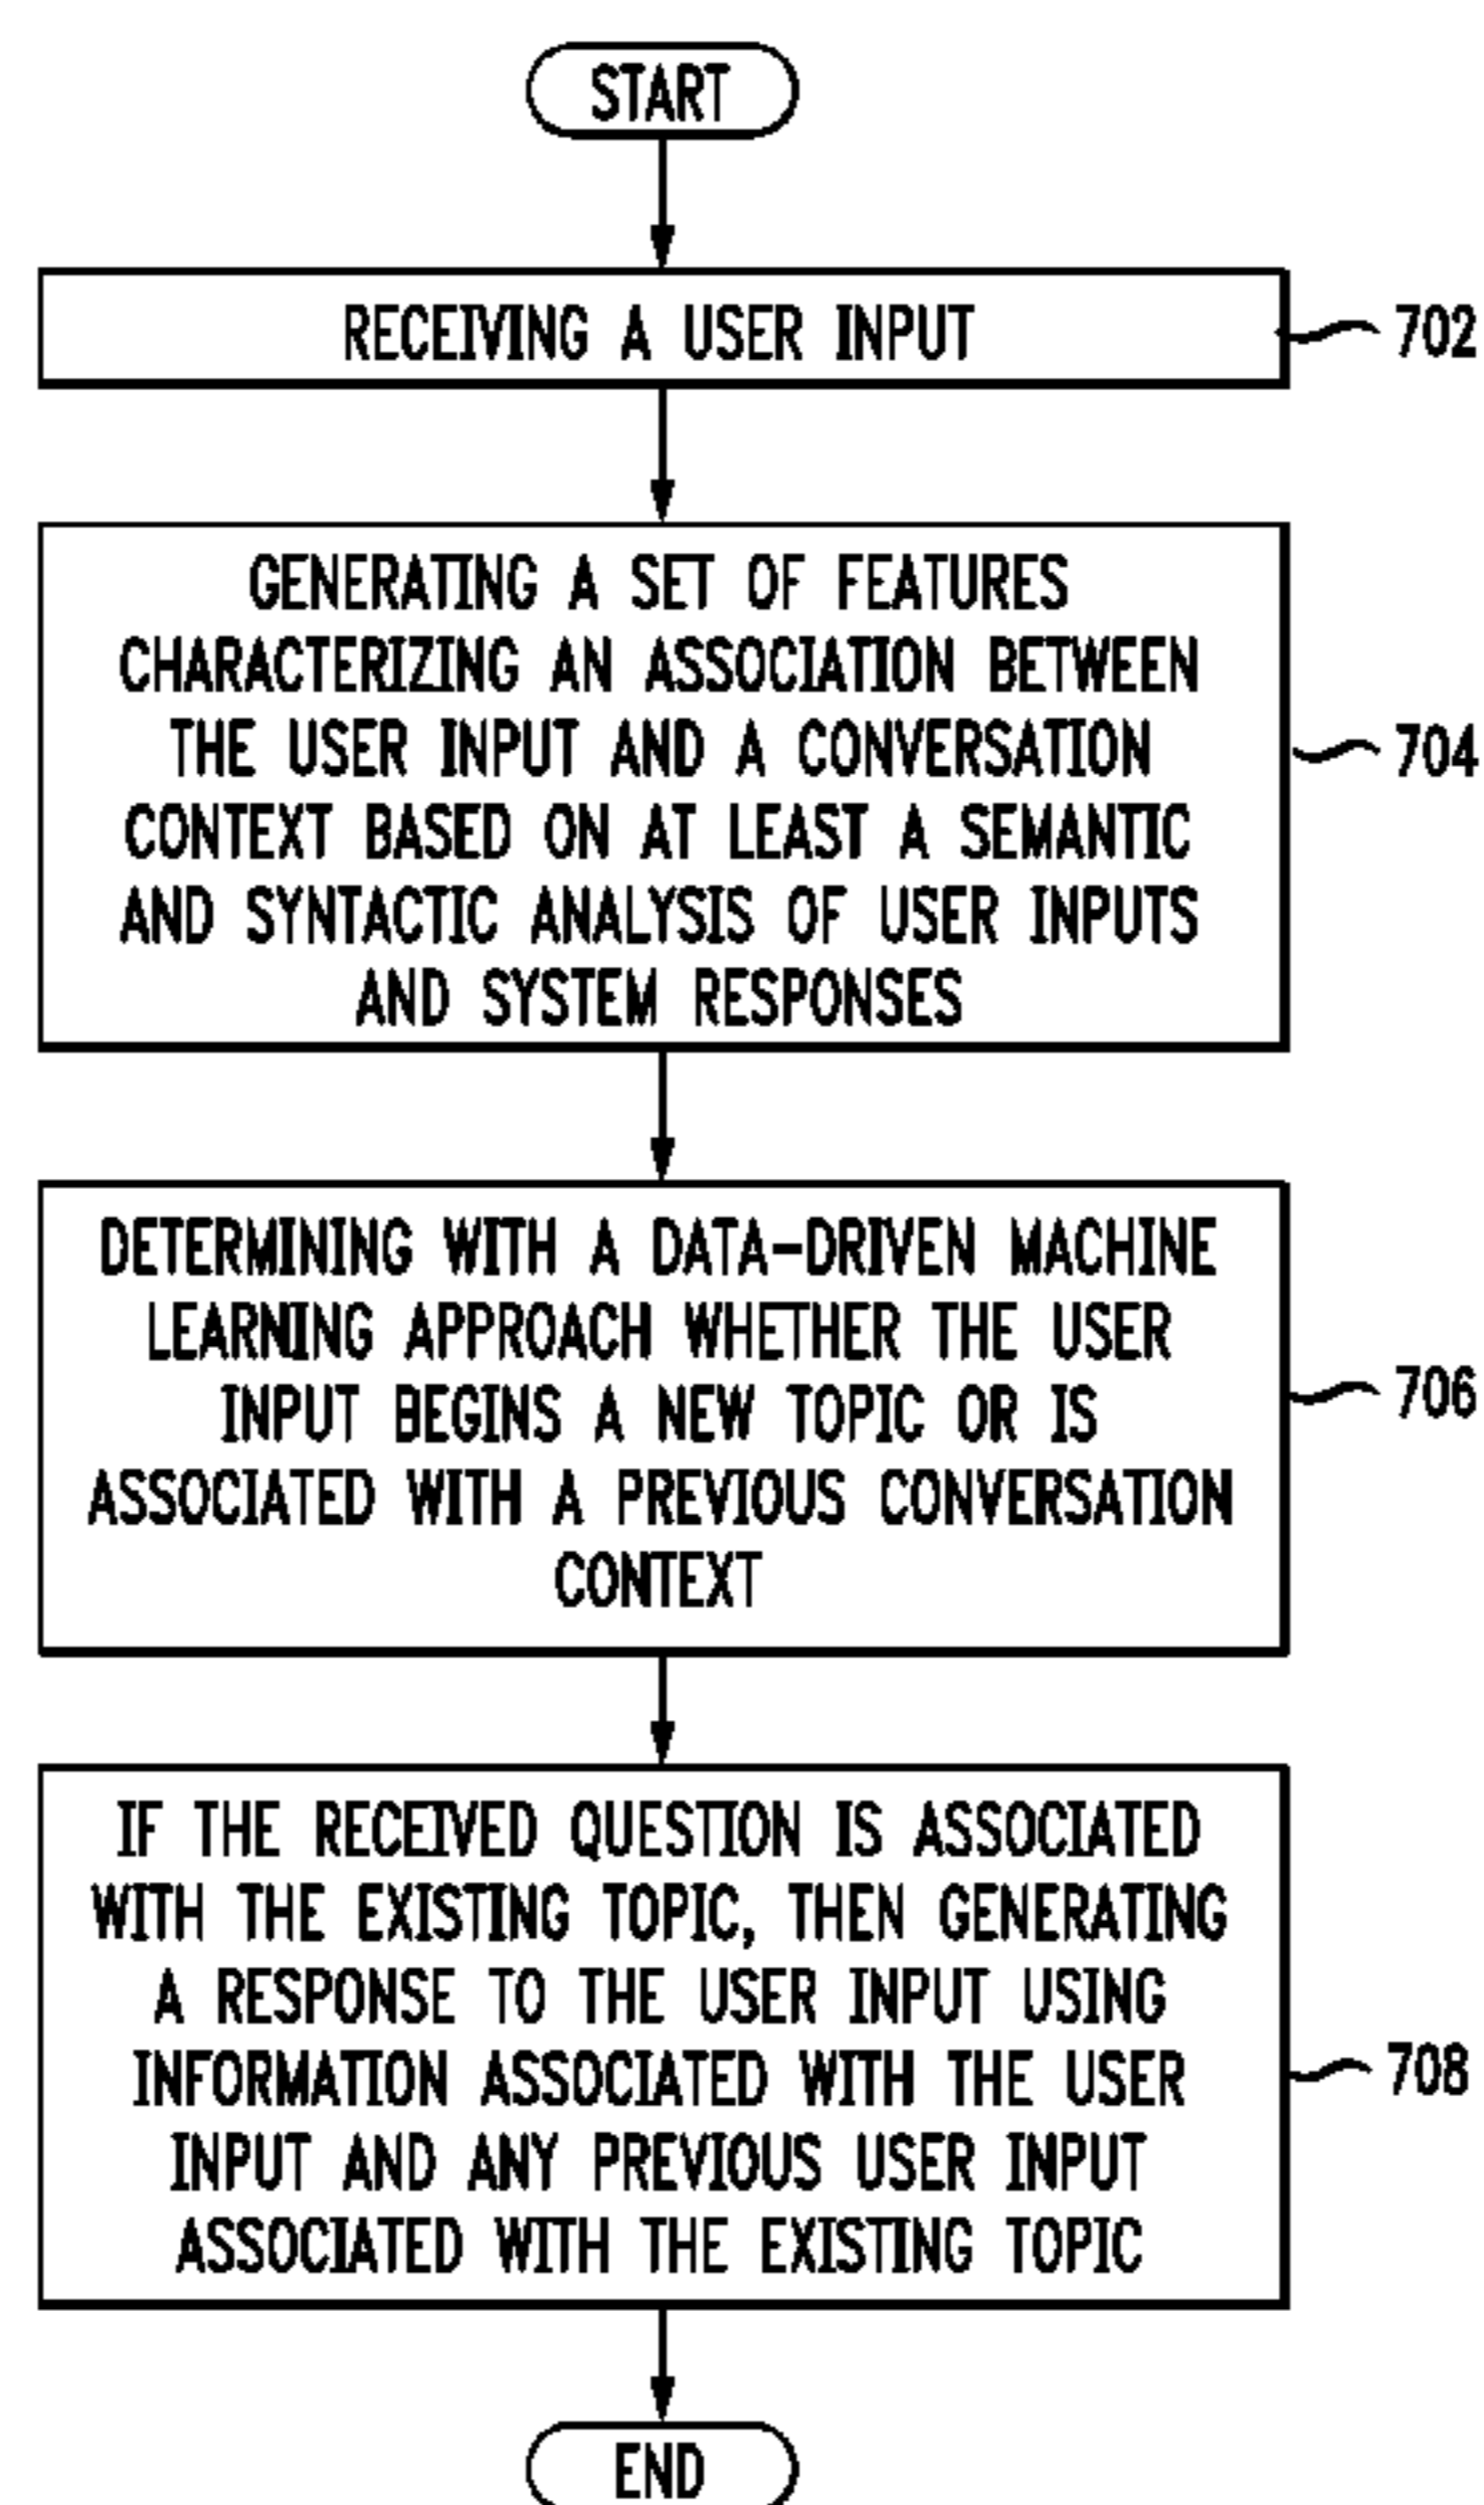 START
RECEIVING A USER INPUT
702
GENERATING A SET OF FEATURES
CHARACTERIZING AN ASSOCIATION BETWEEN
THE USER INPUT AND A CONVERSATION
CONTEXT BASED ON AT LEAST A SEMANTIC
AND SYNTACTIC ANALYSIS OF USER INPUTS
AND SYSTEM RESPONSES
704
DETERMINING WITH A DATA-DRIVEN MACHINE
LEARNING APPROACH WHETHER THE USER
INPUT BEGINS A NEW TOPIC OR IS
ASSOCIATED WITH A PREVIOUS CONVERSATION
CONTEXT
706
IF THE RECEIVED QUESTION IS ASSOCIATED
WITH THE EXISTING TOPIC, THEN GENERATING
A RESPONSE TO THE USER INPUT USING
INFORMATION ASSOCIATED WITH THE USER
INPUT AND ANY PREVIOUS USER INPUT
ASSOCIATED WITH THE EXISTING TOPIC
708
END